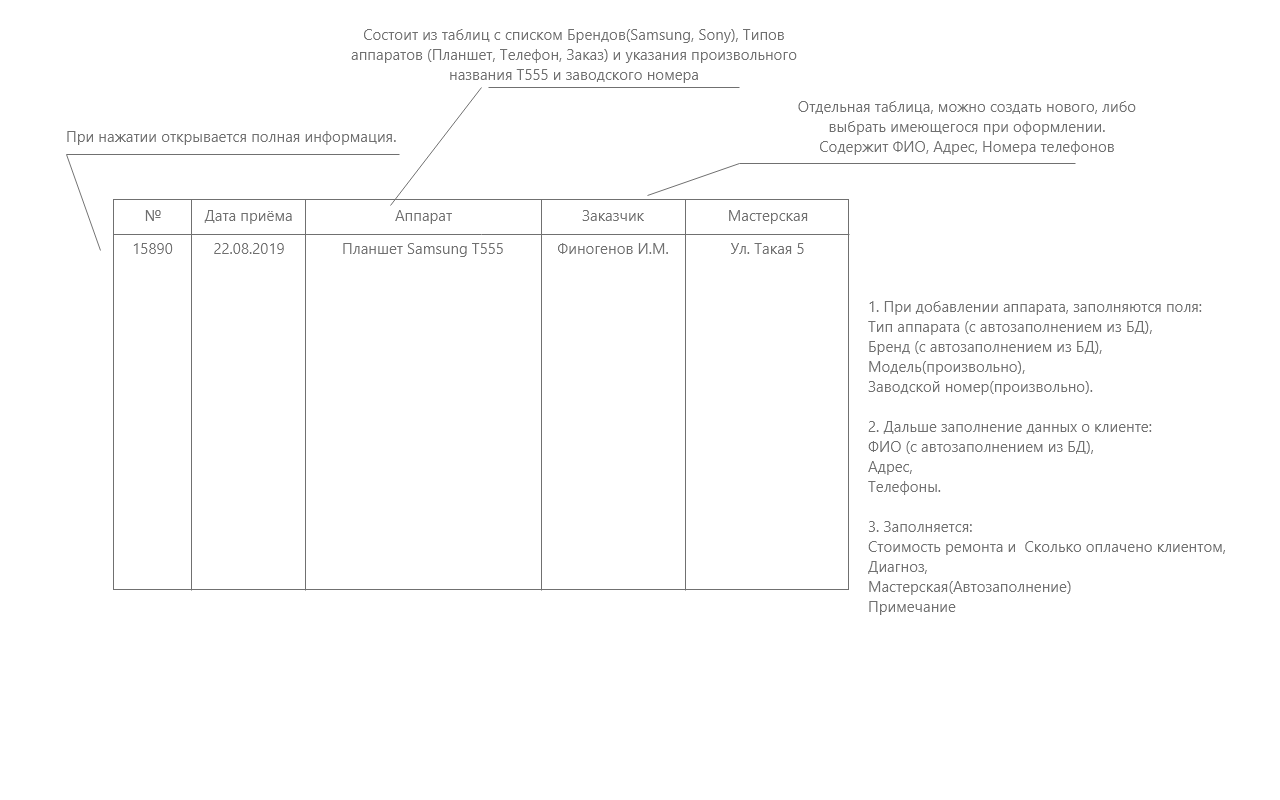 Состоит из таблиц с списком Брендов(Samsung, Sony), Типов
аппаратов (Планшет, Телефон, Заказ) и указания произвольного
названия Т555 и заводского номера
Отдельная таблица, можно создать нового, либо
выбрать имеющегося при оформлении.
Содержит ФИО, Адрес, Номера телефонов
При нажатии открывается полная информация.
№ Дата приёма Аппарат Заказчик Мастерская
15890 22.08.2019 Планшет Samsung T555 Финогенов И.М. Ул. Такая 5
1. При добавлении аппарата, заполняются поля:
Тип аппарата (с автозаполнением из БД),
Бренд (с автозаполнением из БД),
Модель(произвольно),
Заводской номер(произвольно).
2. Дальше заполнение данных о клиенте:
ФИО (с автозаполнением из БД),
Адрес,
Телефоны.
3. Заполняется:
Стоимость ремонта и  Сколько оплачено клиентом,
Диагноз,
Мастерская(Автозаполнение)
Примечание